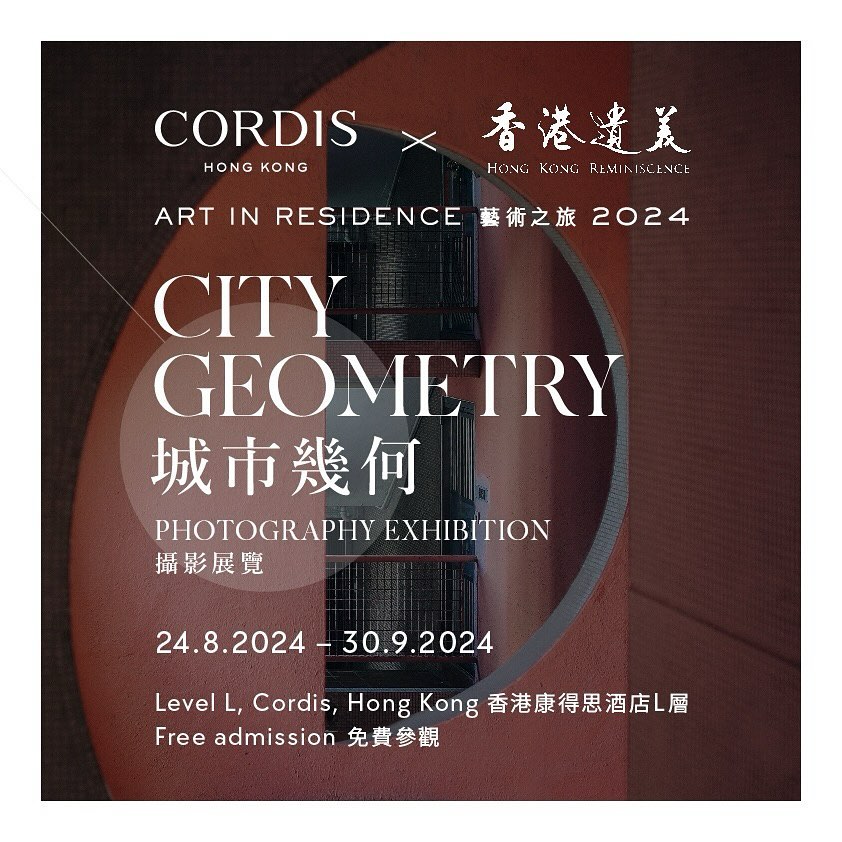 CORDIS
HONG KONG
×
香港遺美
HONG KONG REMINISCENCE
ART IN RESIDENCE 藝術之旅 2024
CITY
GEOMETRY
城市幾何
PHOTOGRAPHY EXHIBITION
攝影展覽
24.8.2024 – 30.9.2024
Level L, Cordis, Hong Kong 香港康得思酒店L層
Free admission 免費參觀